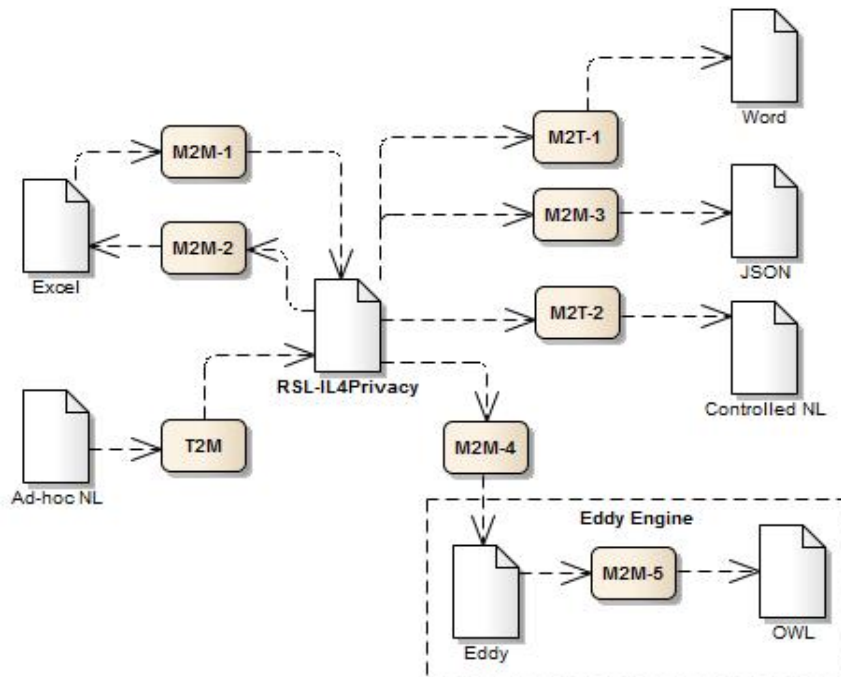 Word
M2T-1
M2M-1
M2M-3
JSON
Excel
M2M-2
M2T-2
RSL-IL4Privacy
Controlled NL
Ad-hoc NL
T2M
M2M-4
Eddy Engine
Eddy
M2M-5
OWL